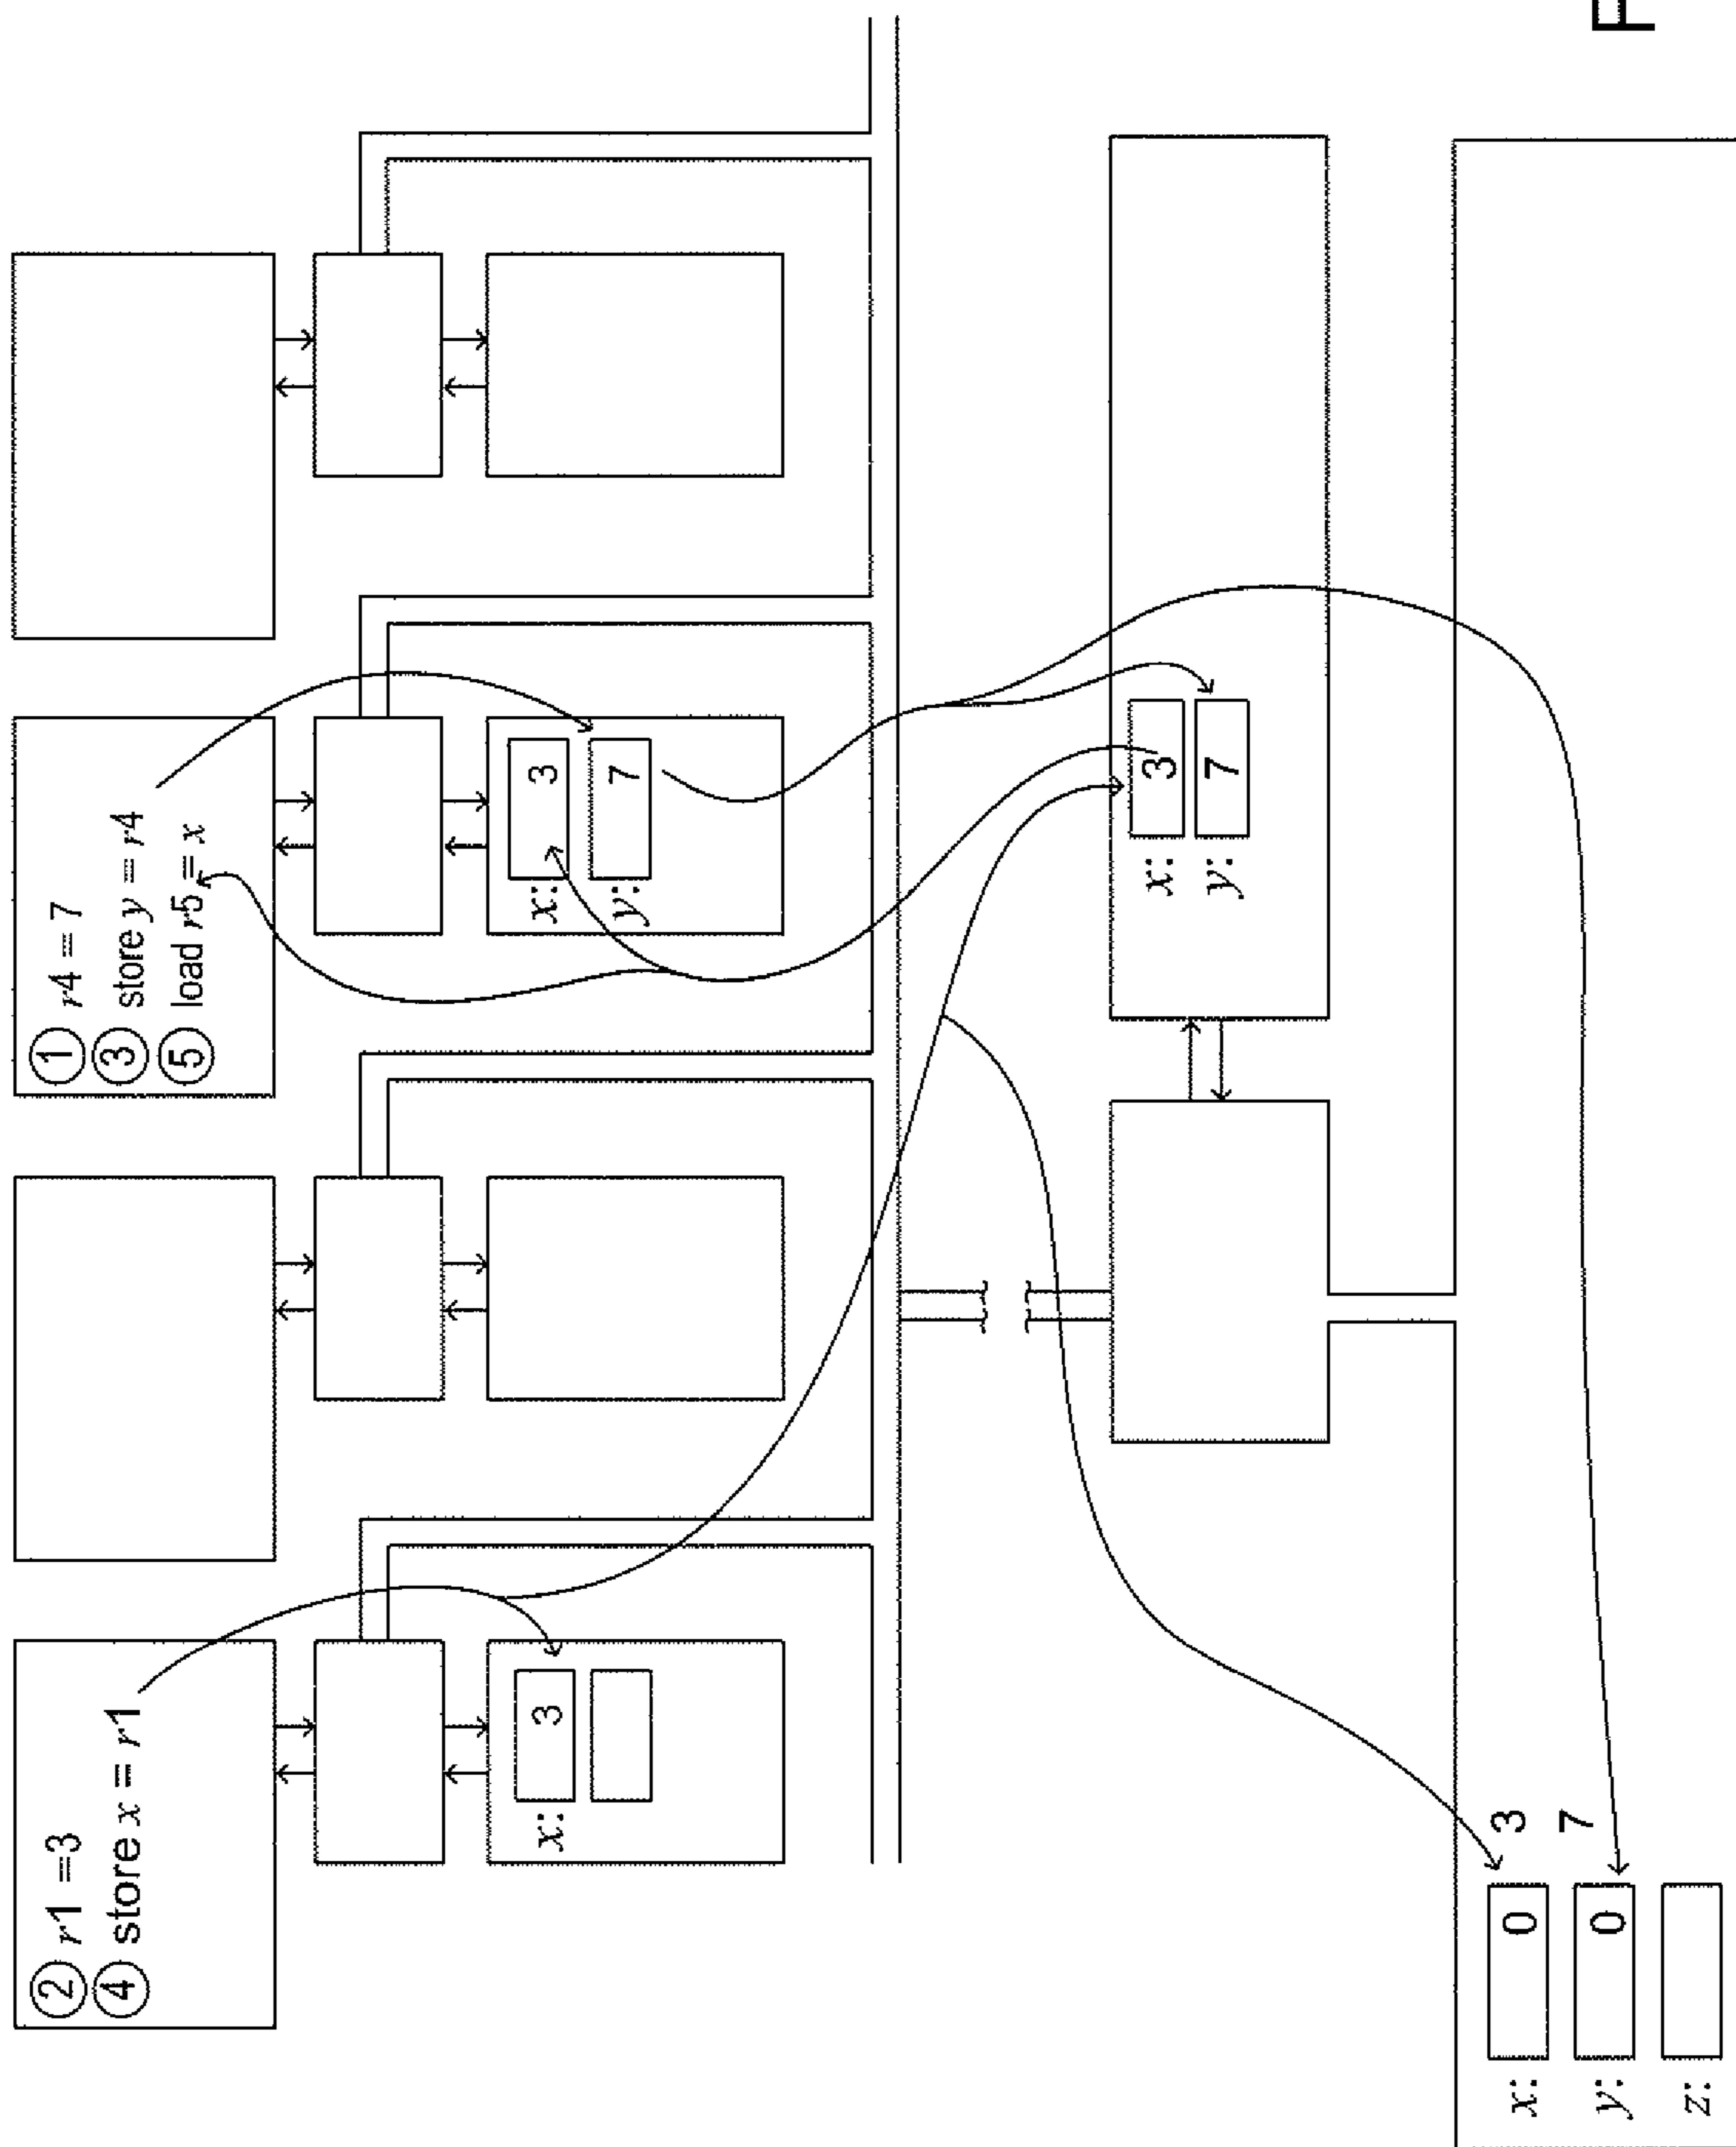 ② r1 =3
④ store x = r1
① r4 = 7
③ store y = r4
⑤ load r5 = x
x: 3
x: 3
y: 7
x: 3
y: 7
x: 0 3
y: 0 7
z: